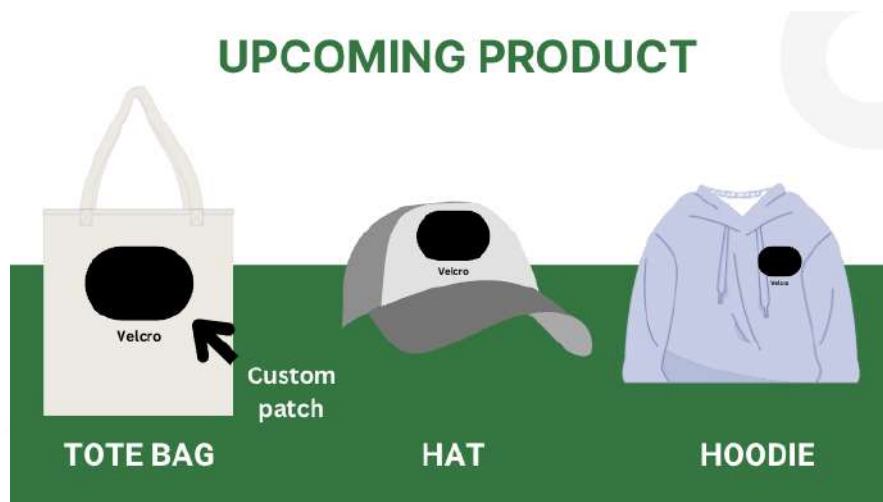 UPCOMING PRODUCT
Velcro
Custom
patch
Velcro
Velcro
TOTE BAG
HAT
HOODIE